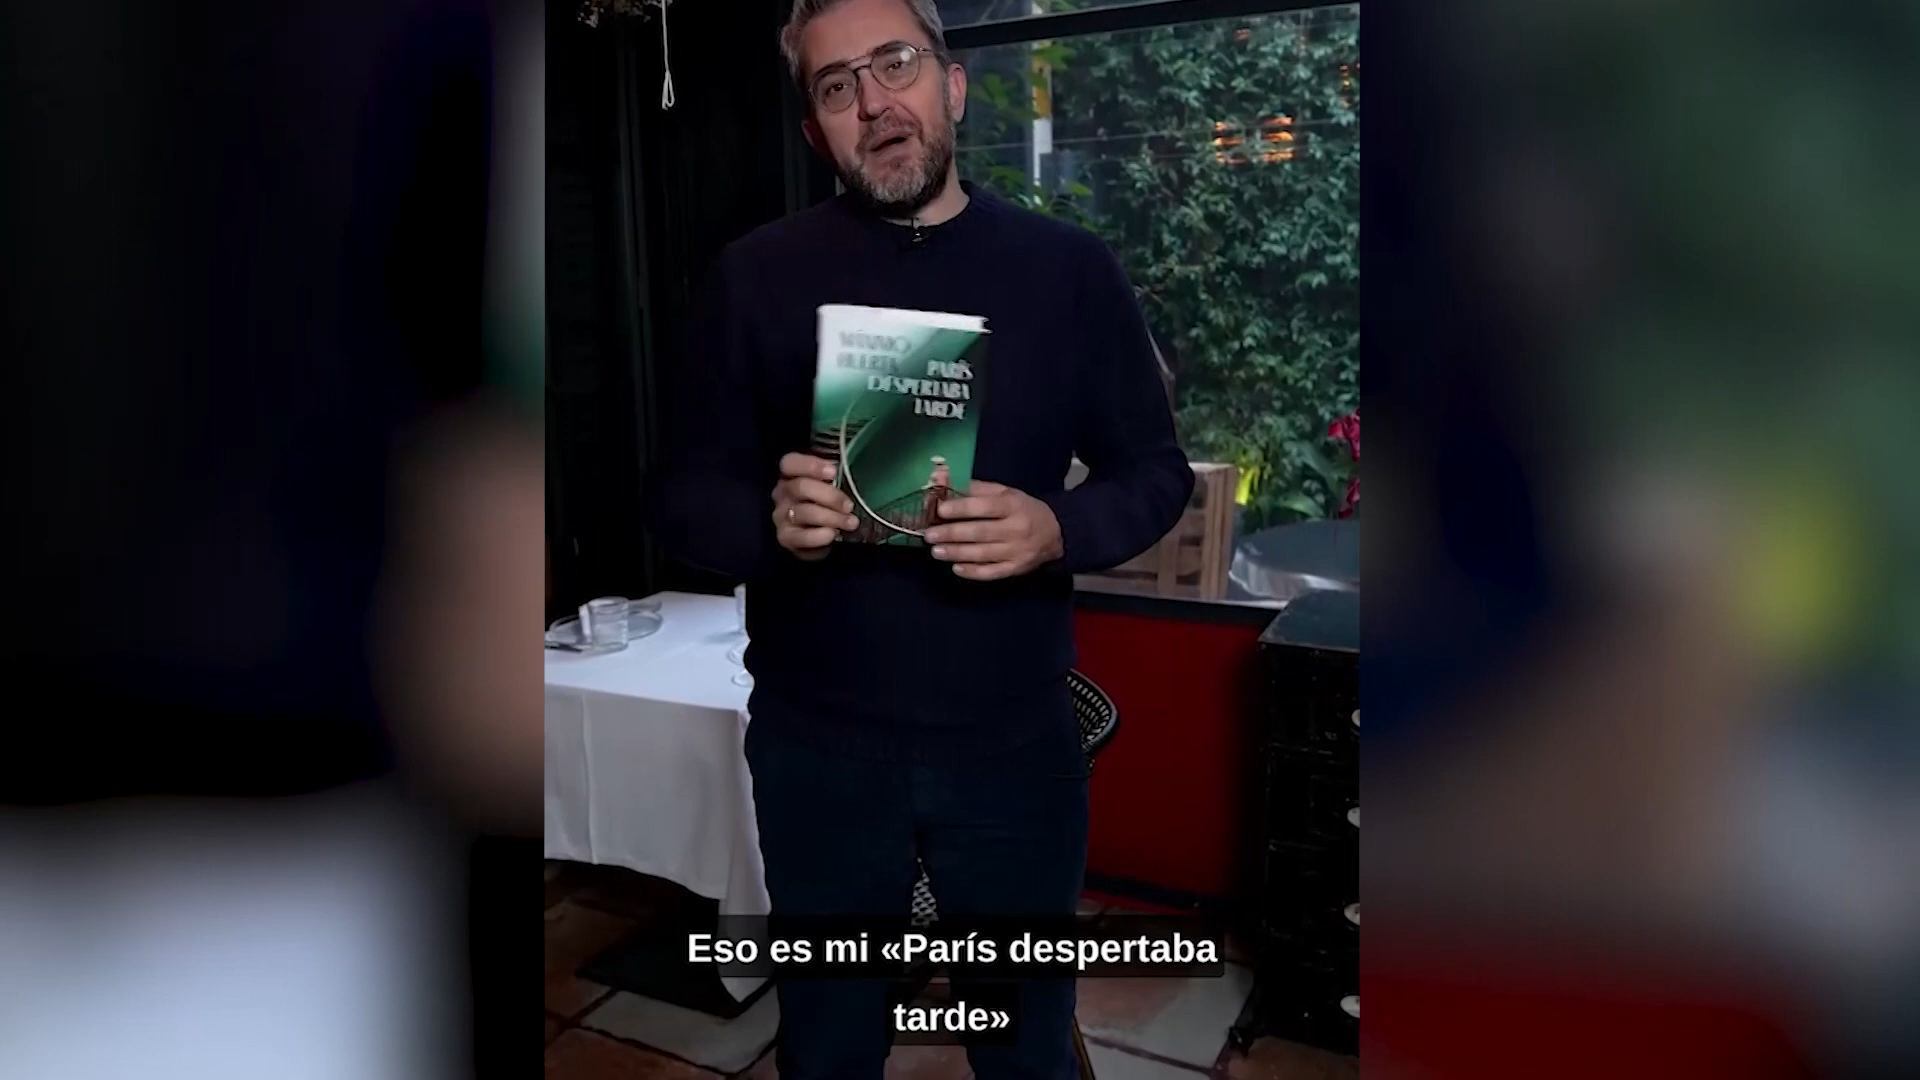 MÁXIMO
HUERTA
PARÍS
DESPERTABA
TARDE
Eso es mi «París despertaba
tarde»